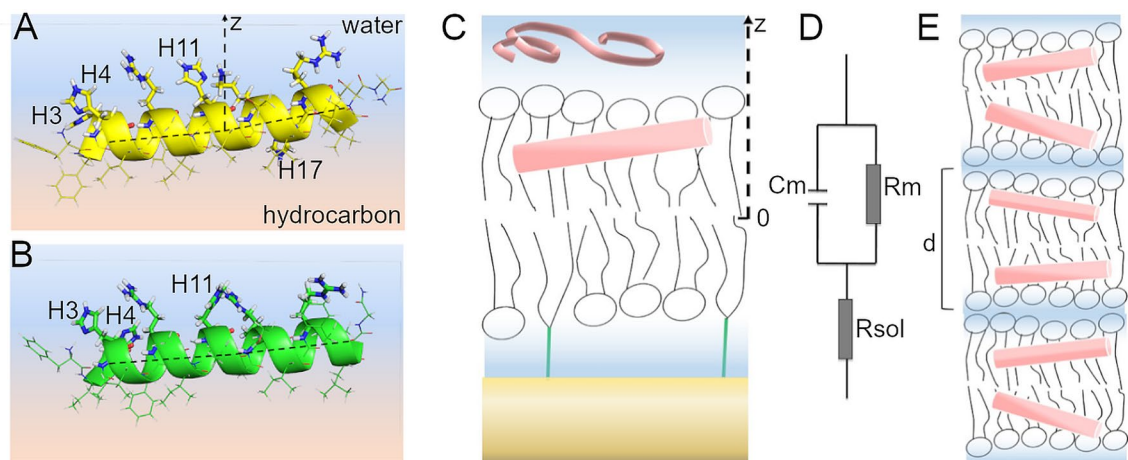 A
z
water
H11
H4
H3
H17
hydrocarbon
B
H11
H3
H4
C
z
0
D
Cm
Rm
Rsol
E
d